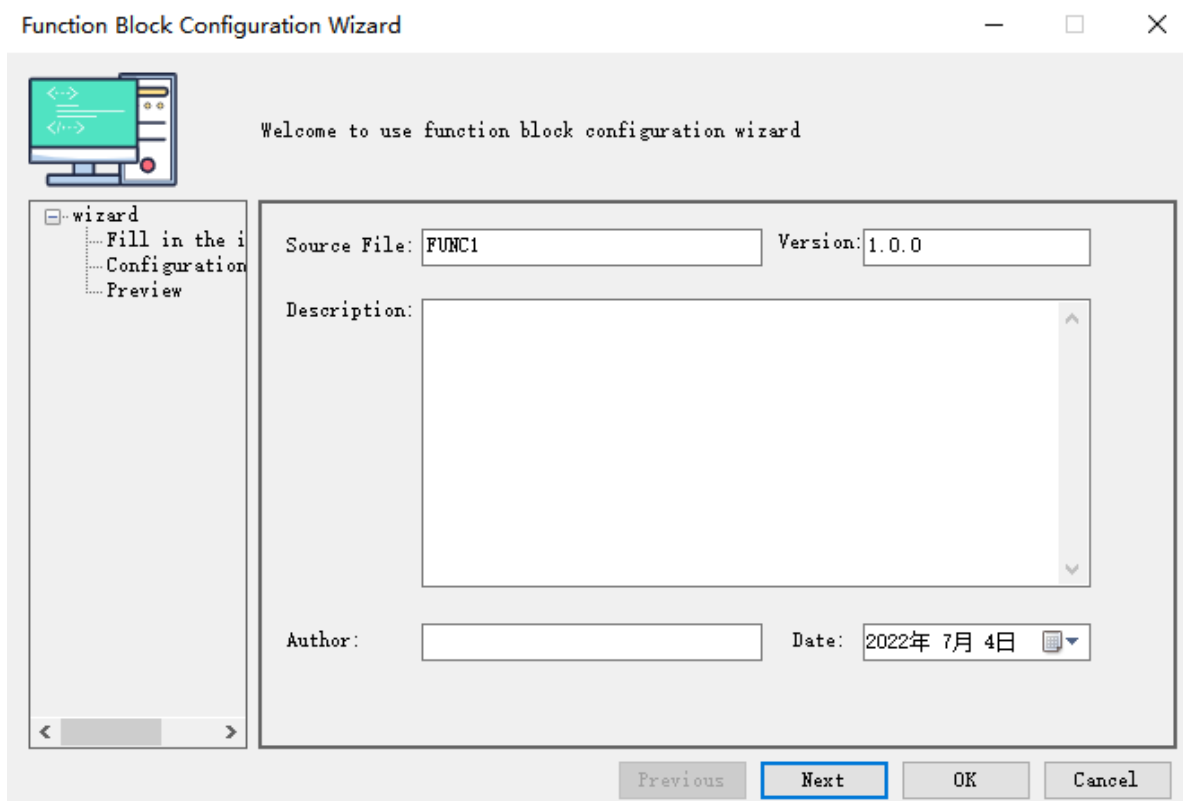 Function Block Configuration Wizard
Welcome to use function block configuration wizard
wizard
Fill in the i
Configuration
Preview
Source File: FUNC1 Version: 1.0.0
Description:
Author: Date: 2022年 7月 4日
Previous Next OK Cancel